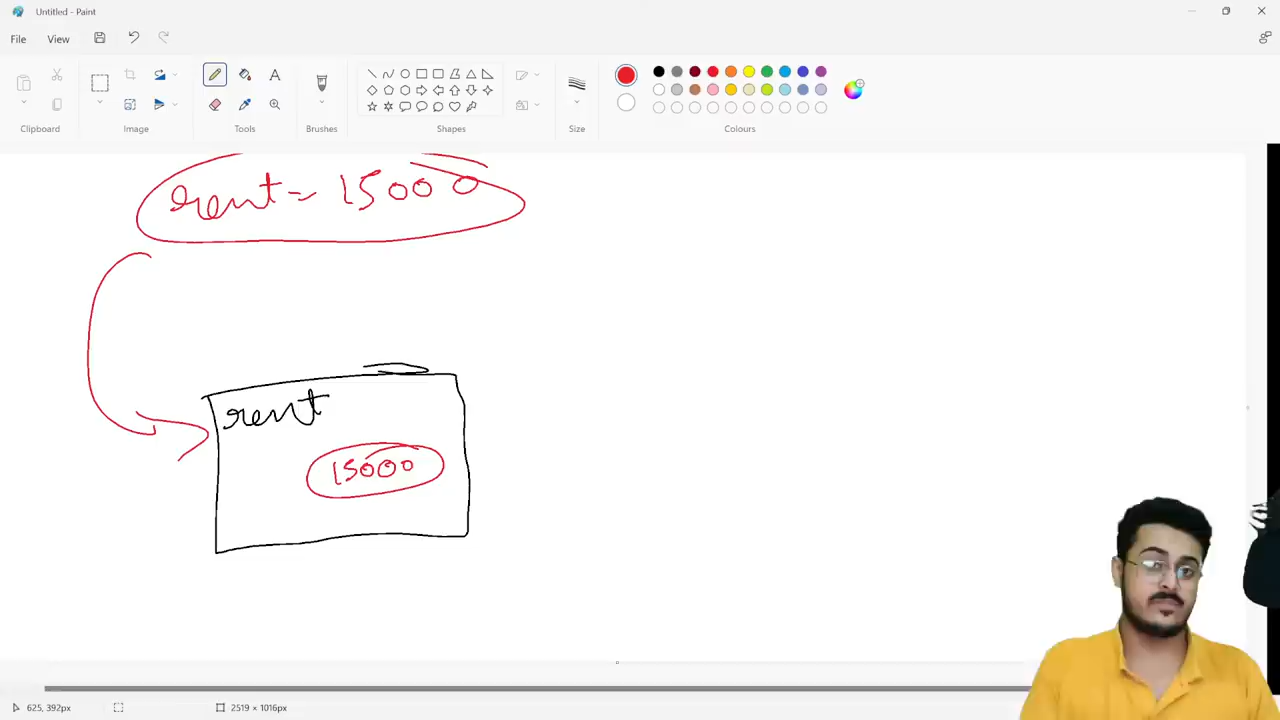 Untitled - Paint
File
View
Clipboard
Image
Tools
Brushes
Shapes
Size
Colours
rent = 15000
rent
15000
625, 392px
2519 × 1016px